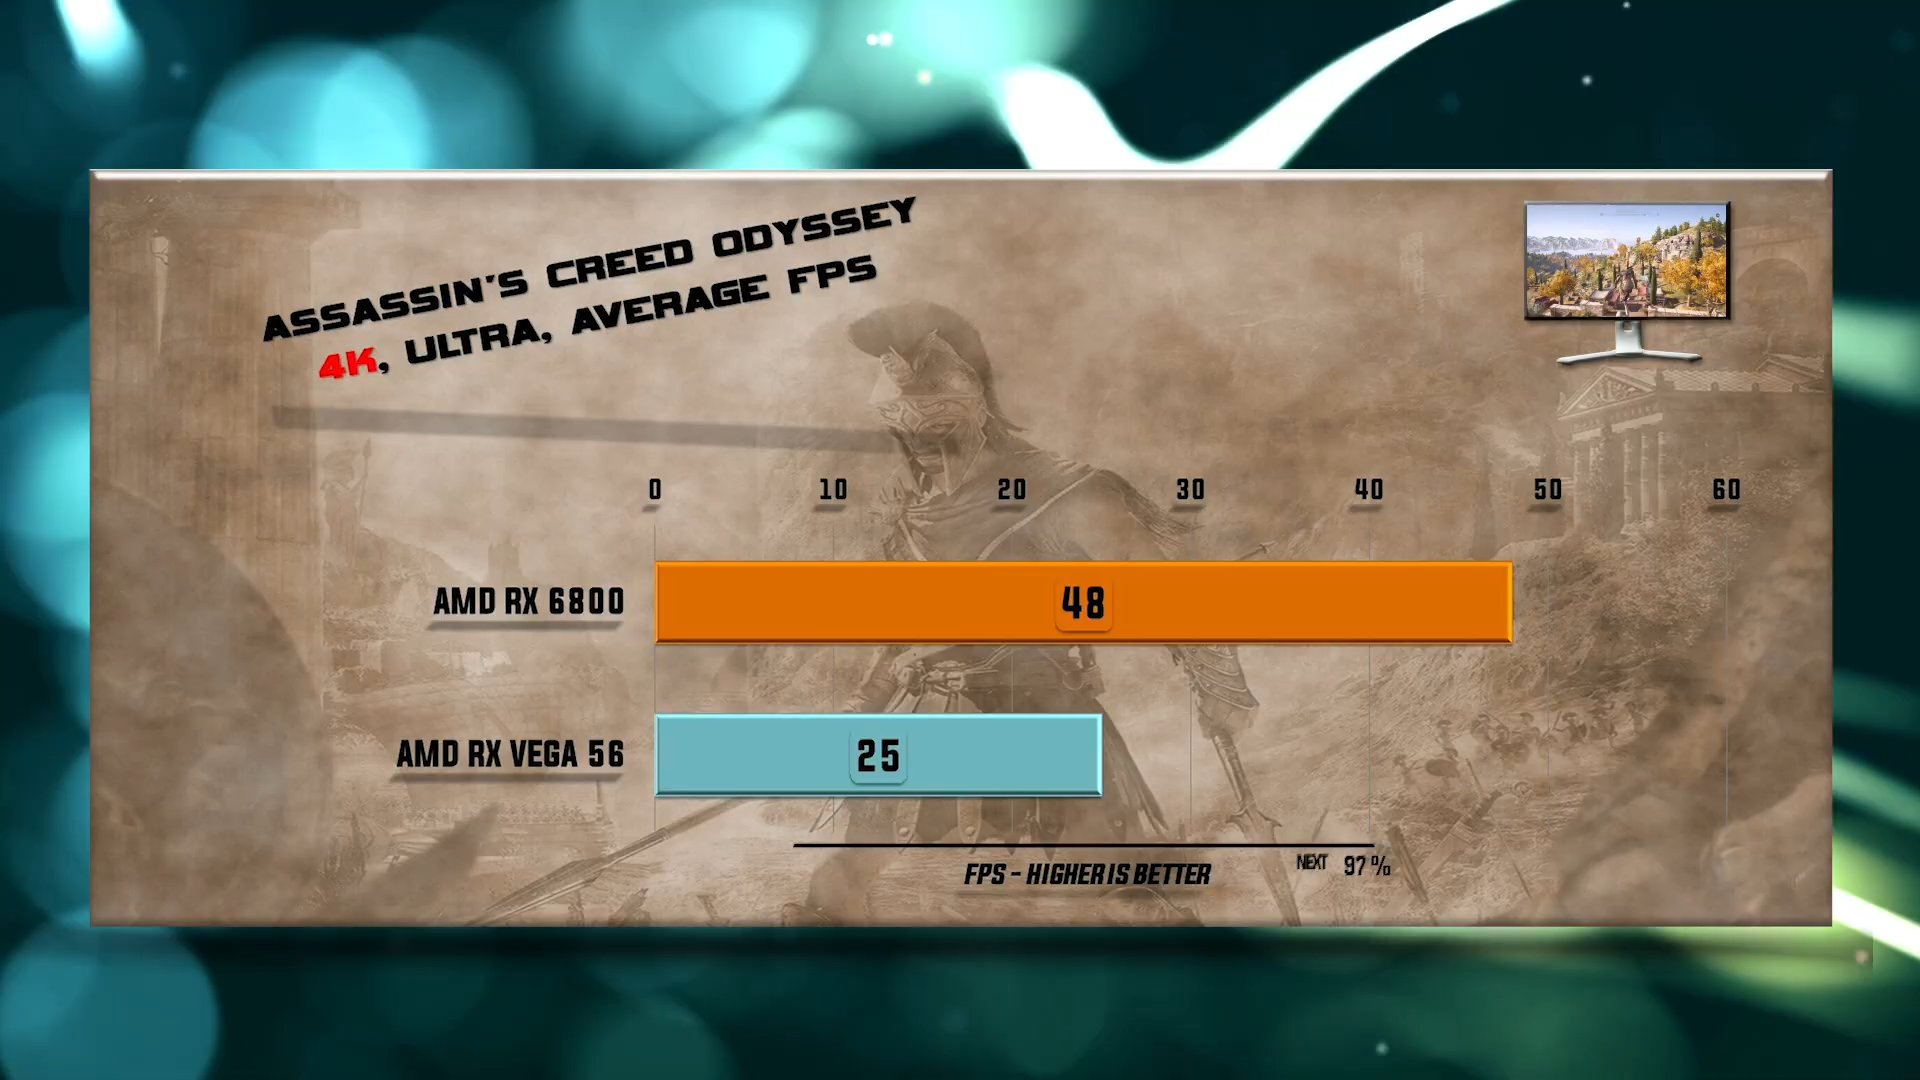 ASSASSIN'S CREED ODYSSEY
4K, ULTRA, AVERAGE FPS
0 10 20 30 40 50 60
AMD RX 6800 48
AMD RX VEGA 56 25
FPS - HIGHER IS BETTER
NEXT 97 %